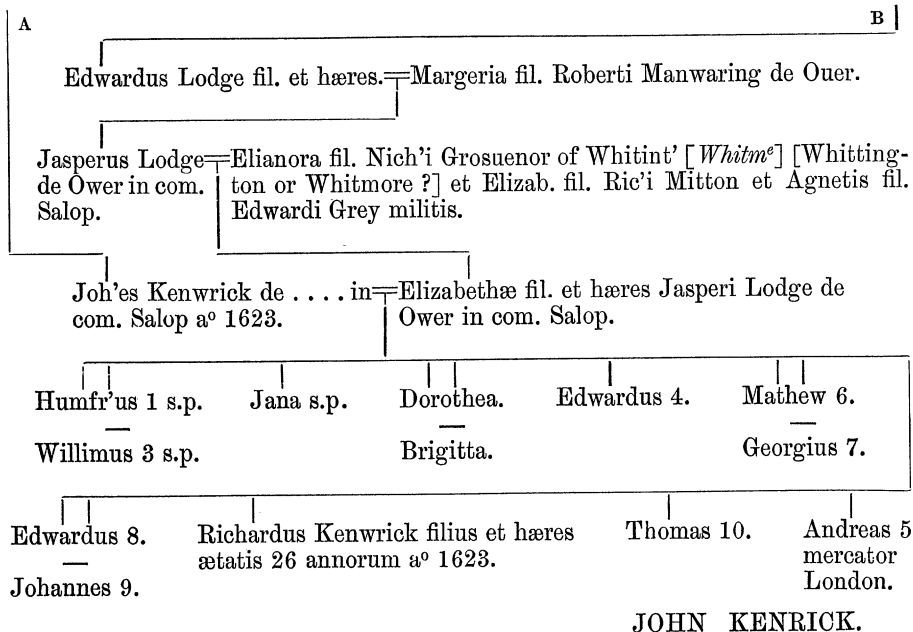 A B
Edwardus Lodge fil. et hæres. Margeria fil. Roberti Manwaring de Ouer.
Jasperus Lodge
de Ower in com.
Salop.
Elianora fil. Nich'i Grosuenor of Whitint' [Whitmᵉ] [Whitting-
ton or Whitmore ?] et Elizab. fil. Ric'i Mitton et Agnetis fil.
Edwardi Grey militis.
Joh'es Kenwrick de . . . . in
com. Salop aº 1623.
Elizabethæ fil. et hæres Jasperi Lodge de
Ower in com. Salop.
Humfr'us 1 s.p. Jana s.p. Dorothea. Edwardus 4. Mathew 6.
Willimus 3 s.p. Brigitta. Georgius 7.
Edwardus 8.
Johannes 9.
Richardus Kenwrick filius et hæres
ætatis 26 annorum aº 1623.
Thomas 10.
Andreas 5
mercator
London.
JOHN KENRICK.